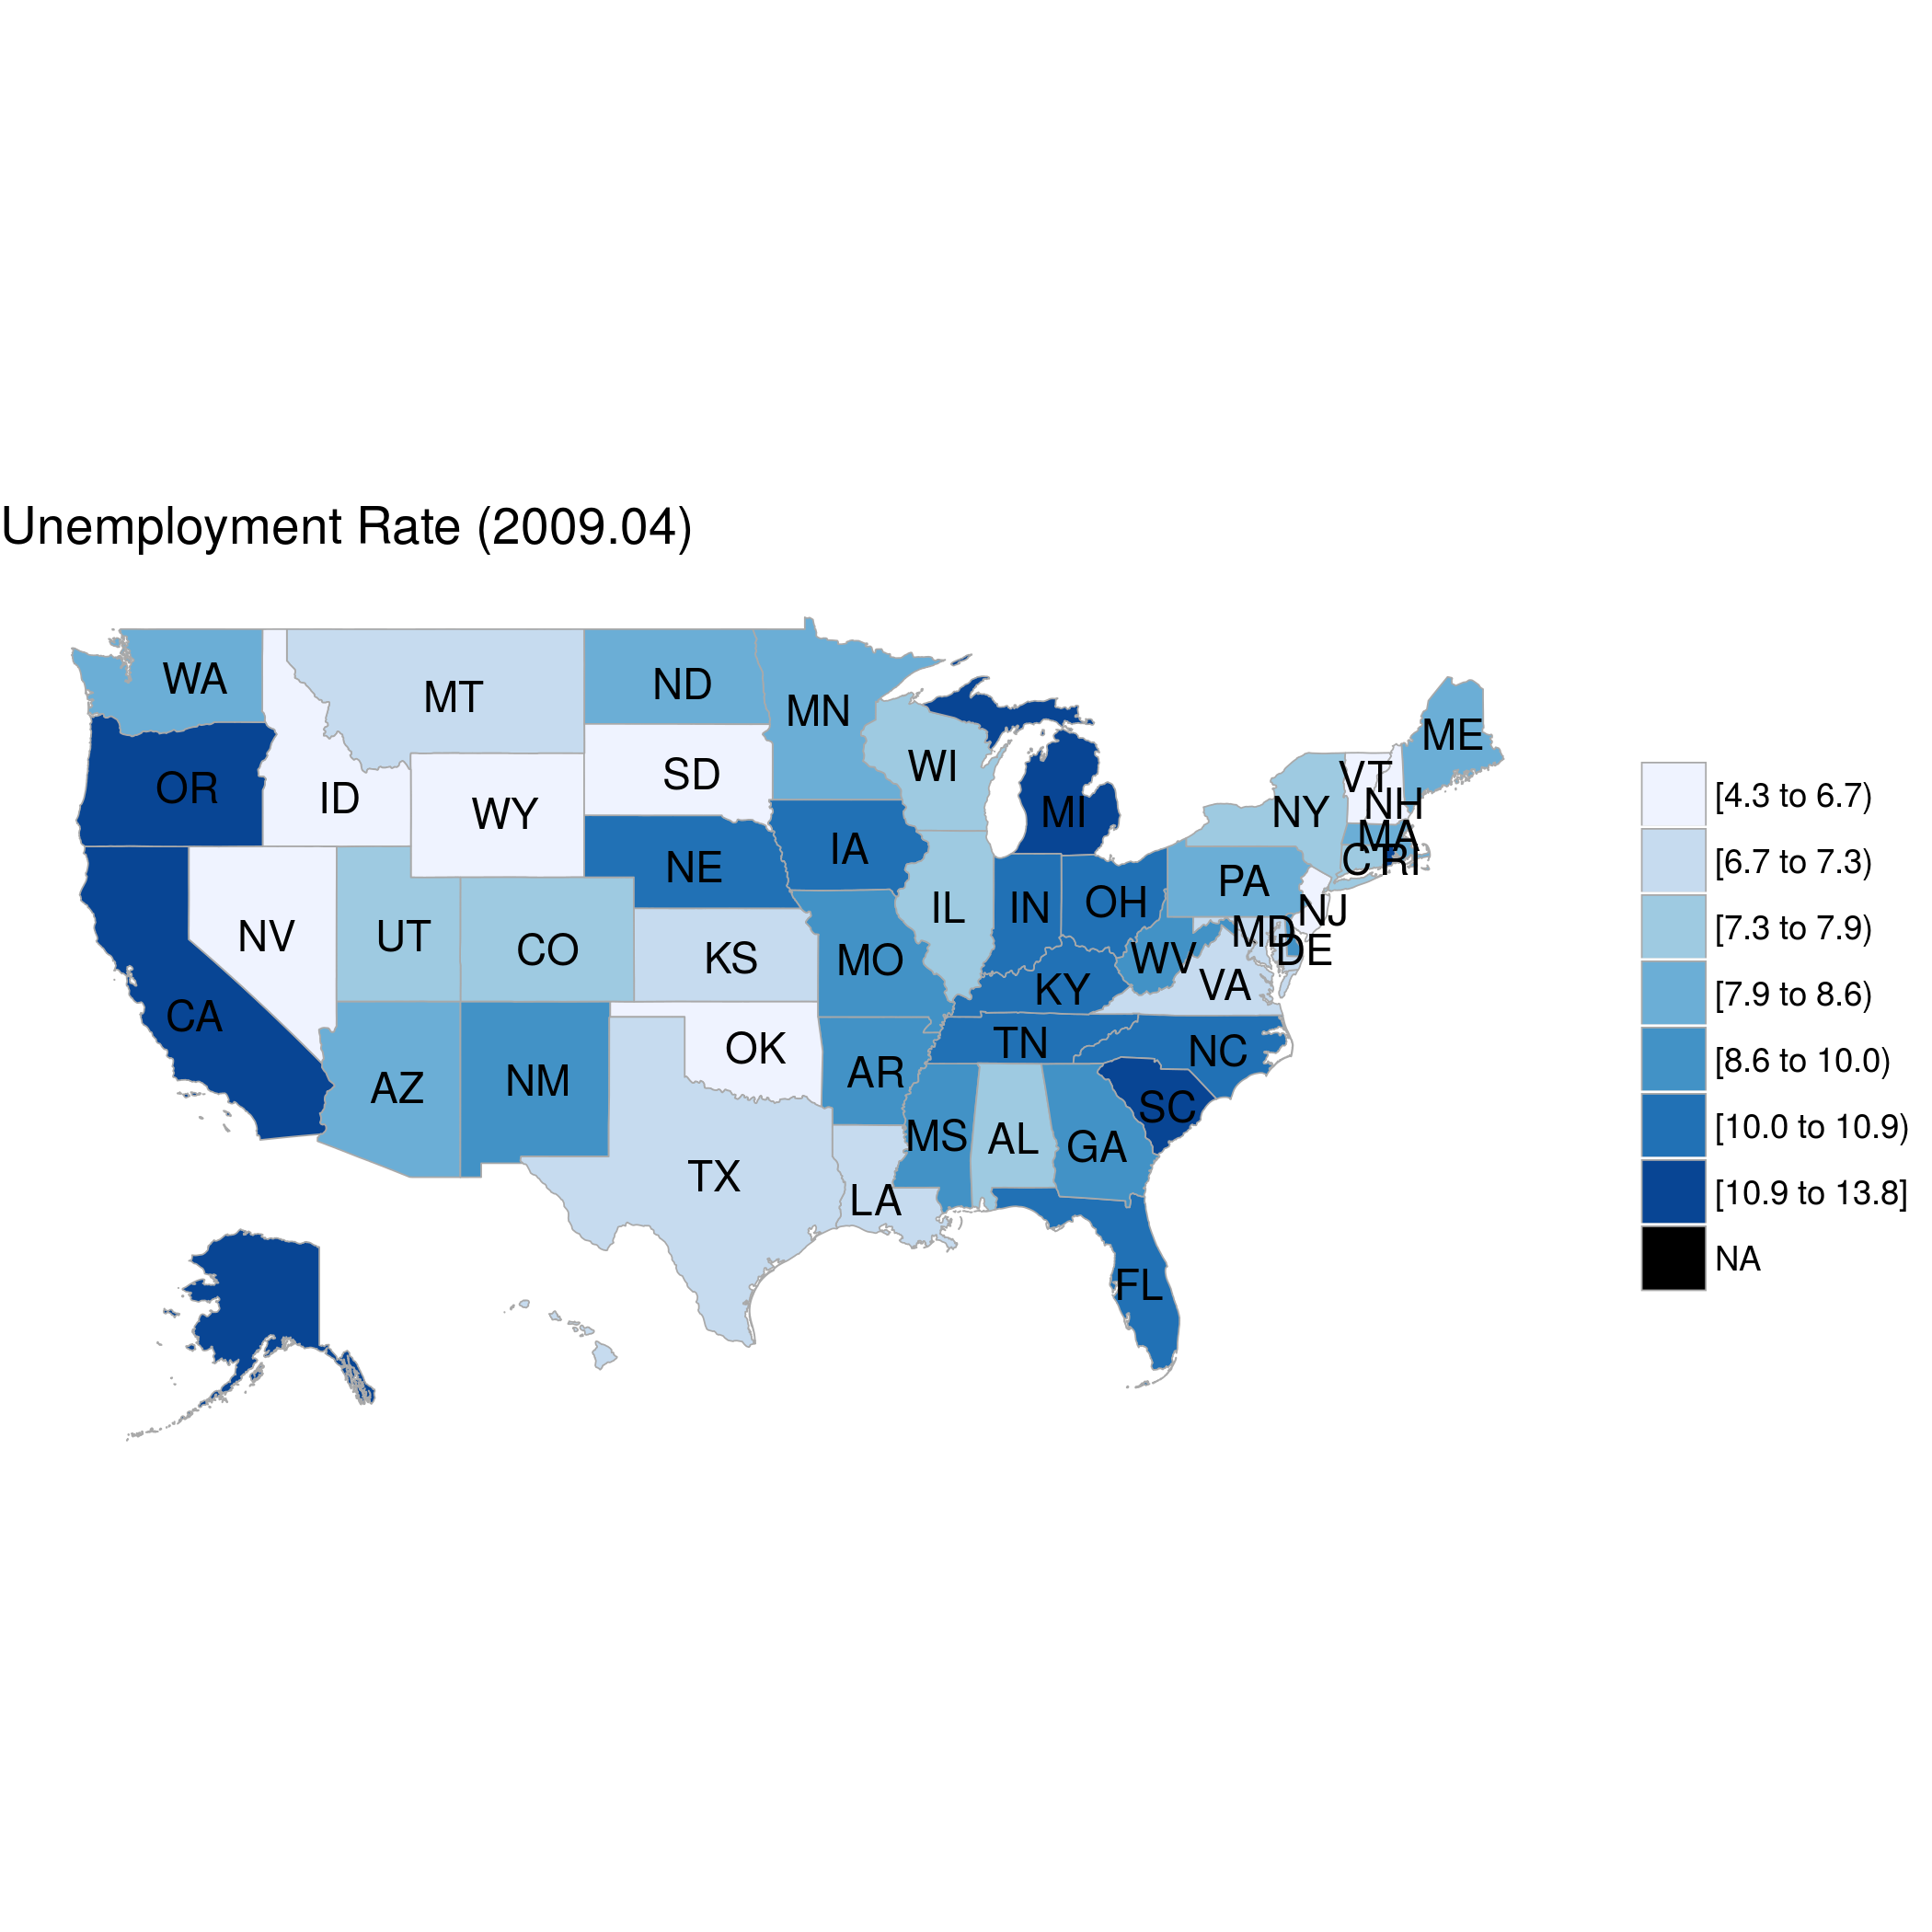 Unemployment Rate (2009.04)
WA
MT
ND
MN
ME
OR
ID
WY
SD
WI
MI
VT
NH
NY
MA
NE
IA
CT
RI
PA
NV
UT
CO
KS
MO
IL
IN
OH
NJ
MD
DE
WV
VA
CA
KY
OK
TN
NC
AZ
NM
AR
SC
TX
LA
MS
AL
GA
FL
[4.3 to 6.7)
[6.7 to 7.3)
[7.3 to 7.9)
[7.9 to 8.6)
[8.6 to 10.0)
[10.0 to 10.9)
[10.9 to 13.8]
NA